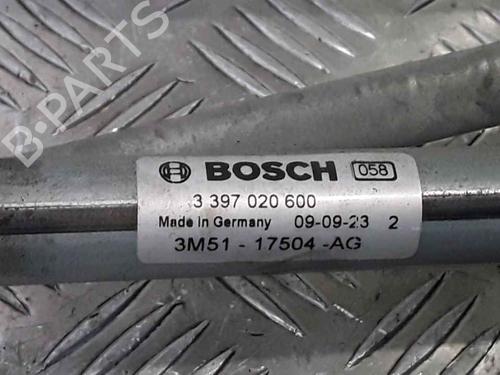 B-PARTS
BOSCH 058
3 397 020 600
Made In Germany 09-09-23 2
3M51 - 17504 -AG